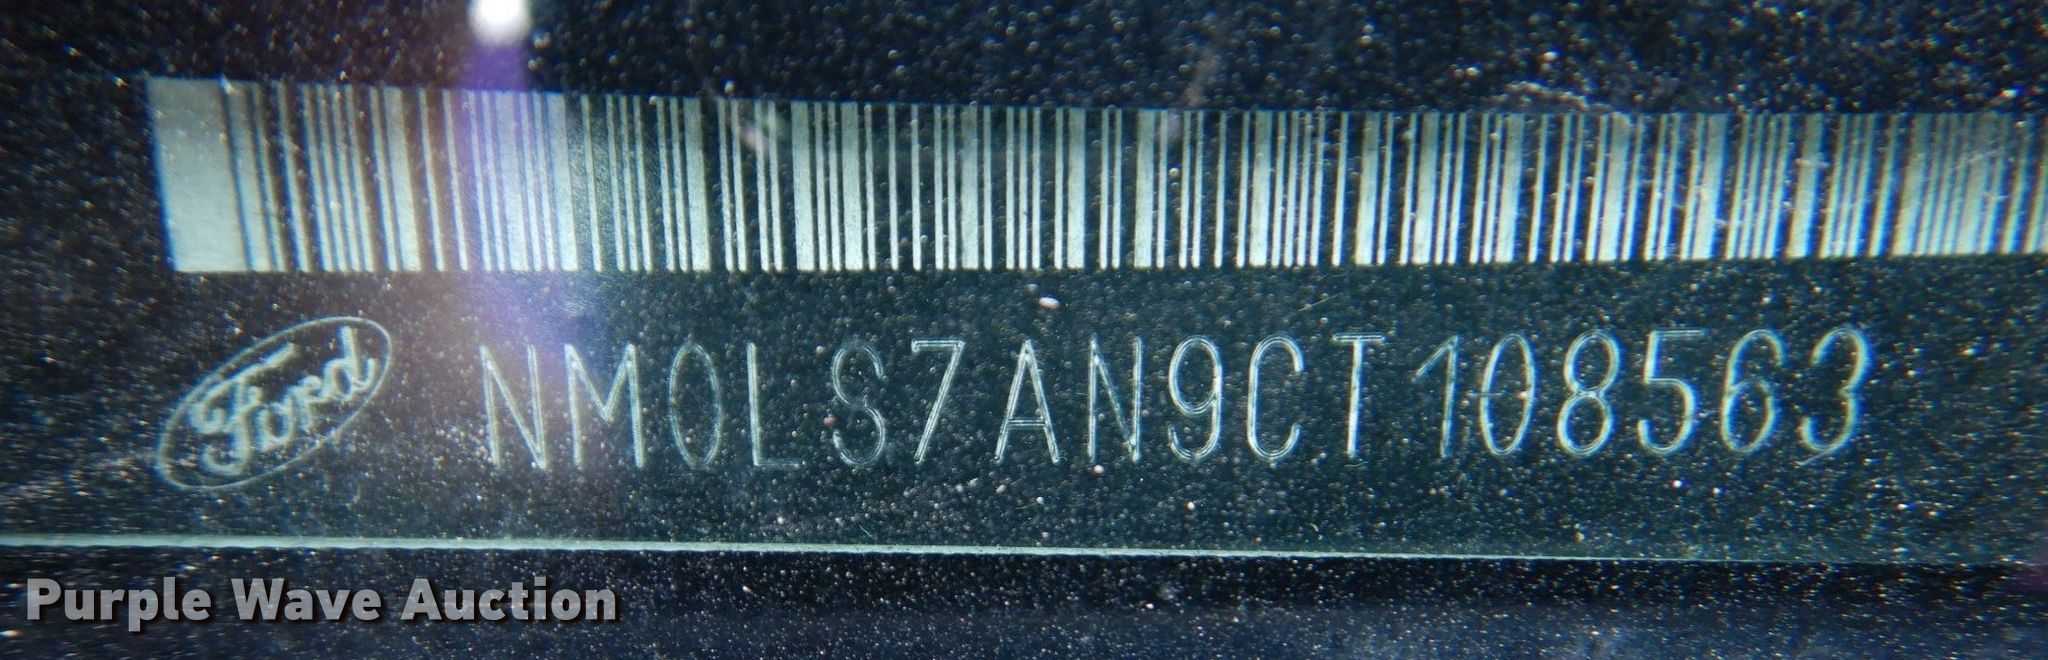 Ford NM0LS7AN9CT108563
Purple Wave Auction